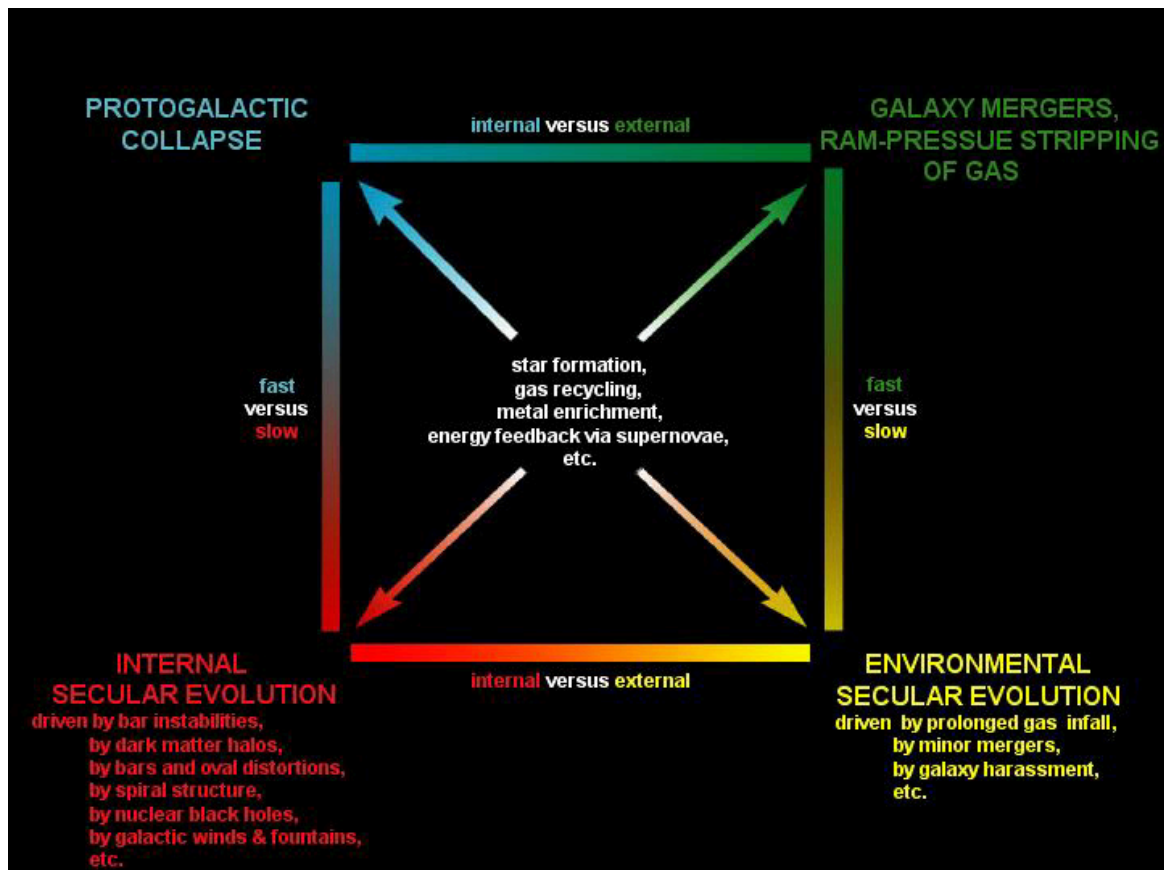 PROTOGALACTIC
COLLAPSE
internal versus external
GALAXY MERGERS,
RAM-PRESSUE STRIPPING
OF GAS
fast
versus
slow
star formation,
gas recycling,
metal enrichment,
energy feedback via supernovae,
etc.
fast
versus
slow
INTERNAL
SECULAR EVOLUTION
driven by bar instabilities,
by dark matter halos,
by bars and oval distortions,
by spiral structure,
by nuclear black holes,
by galactic winds & fountains,
etc.
internal versus external
ENVIRONMENTAL
SECULAR EVOLUTION
driven by prolonged gas infall,
by minor mergers,
by galaxy harassment,
etc.